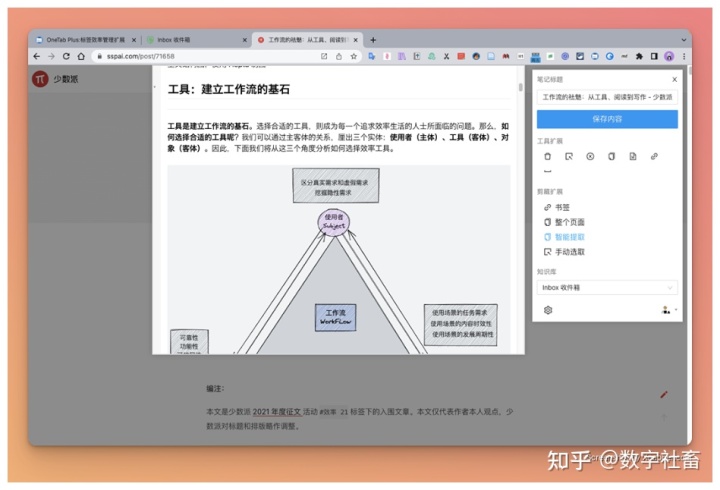 OneTab Plus:标签效率管理扩展
Inbox 收件箱
工作流的祛魅：从工具、阅读到写
sspai.com/post/71658
少数派
笔记标题
工作流的祛魅：从工具、阅读到写作 - 少数派
保存内容
工具扩展
剪藏扩展
书签
整个页面
智能提取
手动选取
知识库
Inbox 收件箱
工具：建立工作流的基石
工具是建立工作流的基石。选择合适的工具，则成为每一个追求效率生活的人士所面临的问题。那么，如
何选择合适的工具呢？我们可以通过主客体的关系，厘出三个实体：使用者（主体）、工具（客体）、对
象（客体）。因此，下面我们将从这三个角度分析如何选择效率工具。
区分真实需求和虚假需求
挖掘隐性需求
使用者
Subject
工作流
WorkFlow
使用场景的任务需求
使用场景的内容时效性
使用场景的发展周期性
可靠性
功能性
编注：
本文是少数派 2021 年度征文活动 #效率 21 标签下的入围文章。本文仅代表作者本人观点，少
数派对标题和排版略作调整。
知乎 @数字社畜